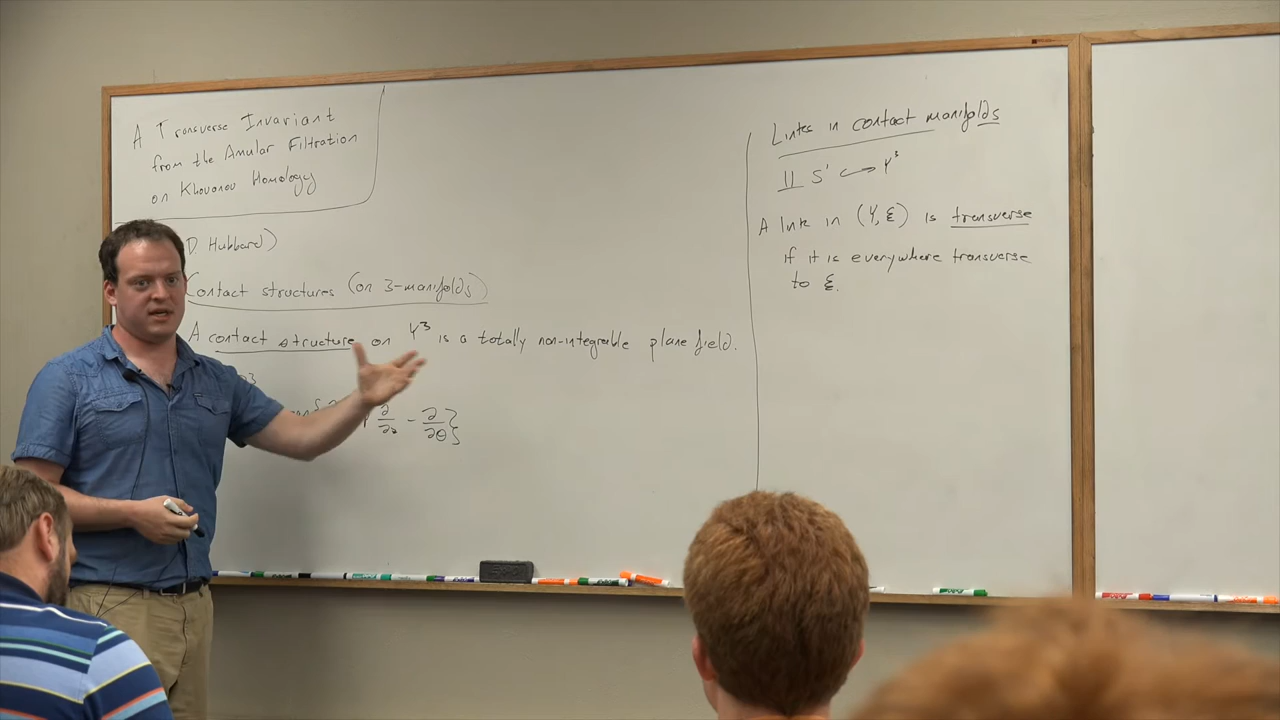 A Transverse Invariant
from the Annular Filtration
on Khovanov Homology
D. Hubbard)
Contact structures (on 3-manifolds)
A contact structure on Y³ is a totally non-integrable plane field.
∂/∂z - ∂/∂θ}
Links in contact manifolds
∐ S¹ ↪ Y³
A link in (Y, ξ) is transverse
if it is everywhere transverse
to ξ.